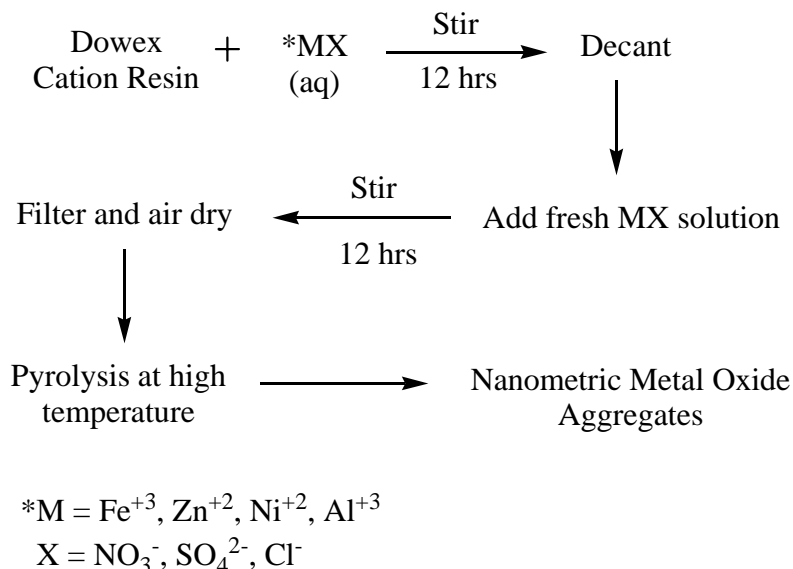 Dowex
Cation Resin
+
*MX
(aq)
Stir
12 hrs
Decant
Add fresh MX solution
Stir
12 hrs
Filter and air dry
Pyrolysis at high
temperature
Nanometric Metal Oxide
Aggregates
*M = Fe⁺³, Zn⁺², Ni⁺², Al⁺³
X = NO₃⁻, SO₄²⁻, Cl⁻